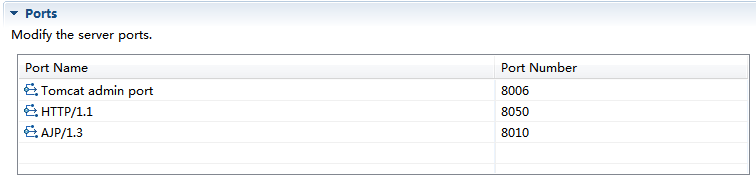 Ports
Modify the server ports.
Port Name Port Number
Tomcat admin port 8006
HTTP/1.1 8050
AJP/1.3 8010